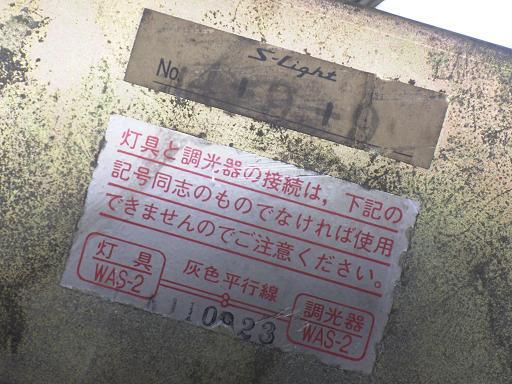 S-Light
No.
灯具と調光器の接続は、下記の
記号同志のものでなければ使用
できませんのでご注意ください。
灯具
WAS-2
灰色平行線
調光器
WAS-2
110923